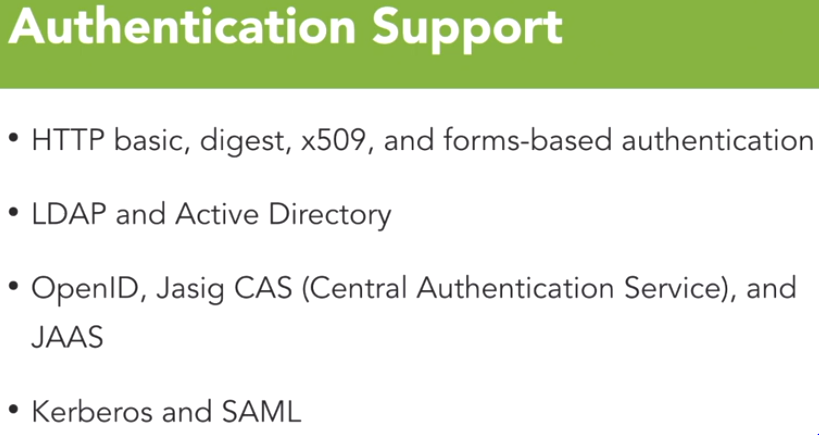 Authentication Support
• HTTP basic, digest, x509, and forms-based authentication
• LDAP and Active Directory
• OpenID, Jasig CAS (Central Authentication Service), and
JAAS
• Kerberos and SAML